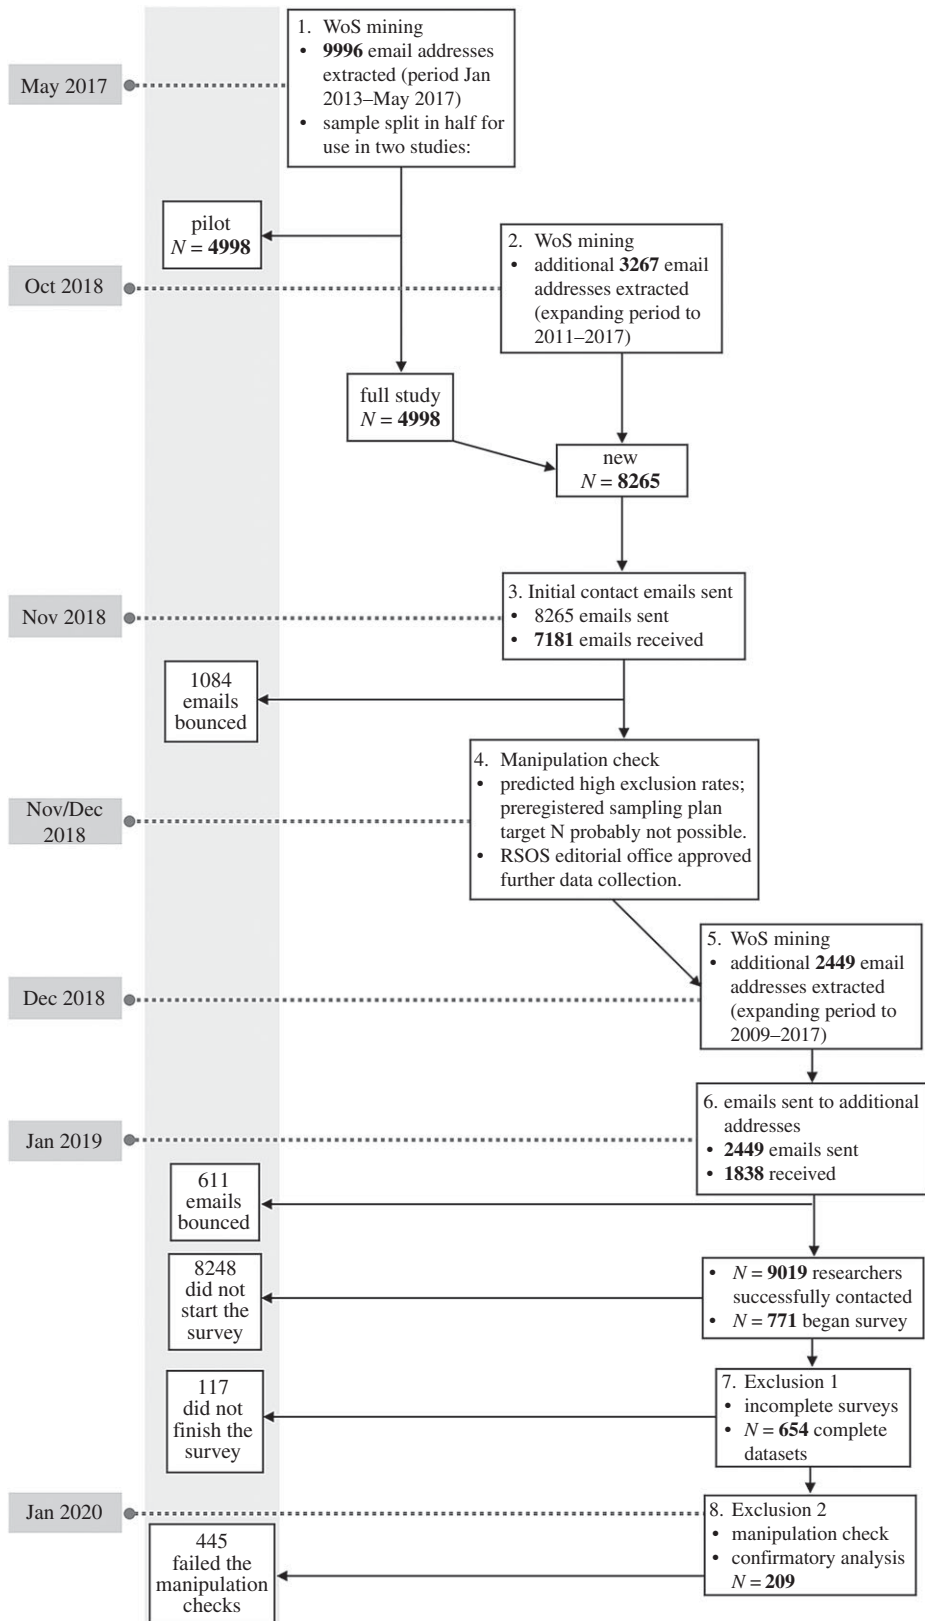 1. WoS mining
• 9996 email addresses
extracted (period Jan
2013–May 2017)
• sample split in half for
use in two studies:
May 2017
pilot
N = 4998
2. WoS mining
• additional 3267 email
addresses extracted
(expanding period to
2011–2017)
Oct 2018
full study
N = 4998
new
N = 8265
3. Initial contact emails sent
• 8265 emails sent
• 7181 emails received
Nov 2018
1084
emails
bounced
4. Manipulation check
• predicted high exclusion rates;
preregistered sampling plan
target N probably not possible.
• RSOS editorial office approved
further data collection.
Nov/Dec
2018
5. WoS mining
• additional 2449 email
addresses extracted
(expanding period to
2009–2017)
Dec 2018
6. emails sent to additional
addresses
• 2449 emails sent
• 1838 received
Jan 2019
611
emails
bounced
8248
did not
start the
survey
• N = 9019 researchers
successfully contacted
• N = 771 began survey
117
did not
finish the
survey
7. Exclusion 1
• incomplete surveys
• N = 654 complete
datasets
Jan 2020
8. Exclusion 2
• manipulation check
• confirmatory analysis
N = 209
445
failed the
manipulation
checks